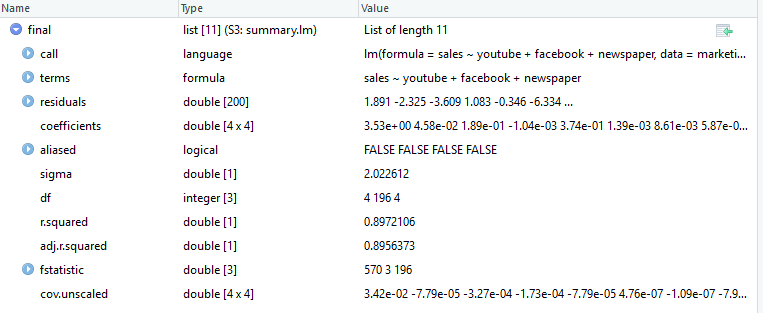 Name Type Value
final list [11] (S3: summary.lm) List of length 11
call language lm(formula = sales ~ youtube + facebook + newspaper, data = marketi...
terms formula sales ~ youtube + facebook + newspaper
residuals double [200] 1.891 -2.325 -3.609 1.083 -0.346 -6.334 ...
coefficients double [4 x 4] 3.53e+00 4.58e-02 1.89e-01 -1.04e-03 3.74e-01 1.39e-03 8.61e-03 5.87e-0...
aliased logical FALSE FALSE FALSE FALSE
sigma double [1] 2.022612
df integer [3] 4 196 4
r.squared double [1] 0.8972106
adj.r.squared double [1] 0.8956373
fstatistic double [3] 570 3 196
cov.unscaled double [4 x 4] 3.42e-02 -7.79e-05 -3.27e-04 -1.73e-04 -7.79e-05 4.76e-07 -1.09e-07 -7.9...